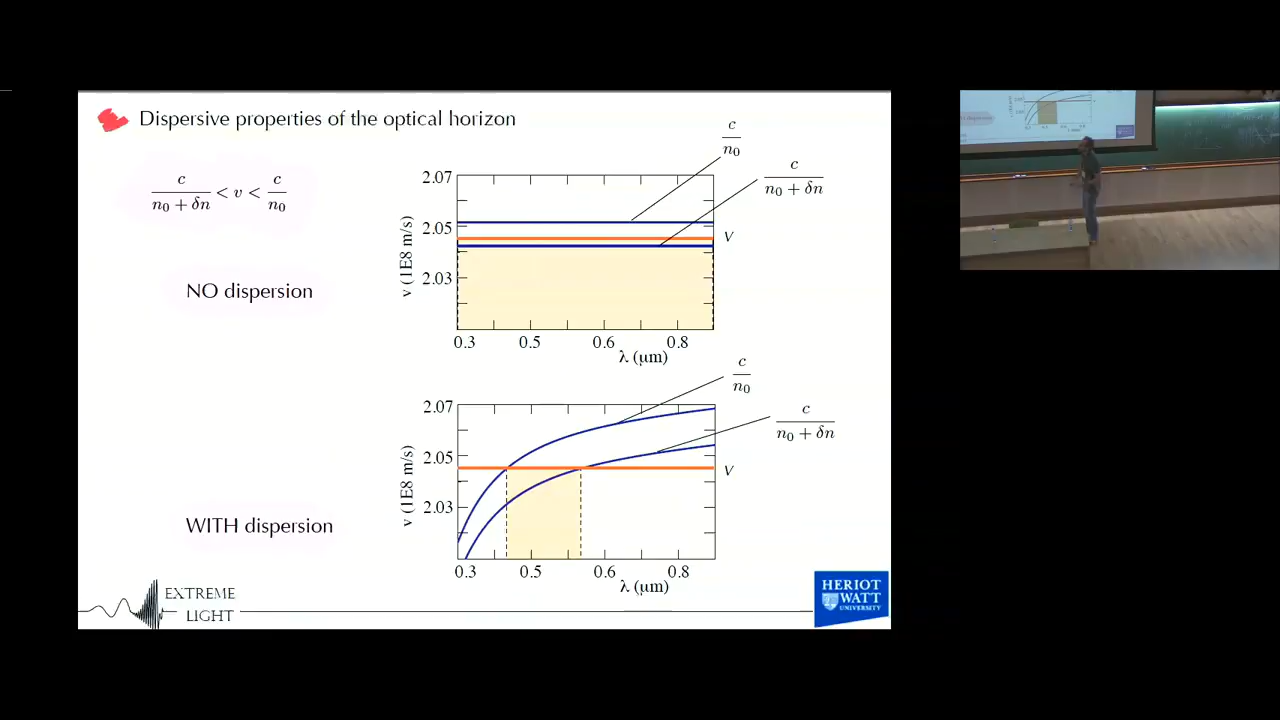 Dispersive properties of the optical horizon
c/(n₀ + δn) < v < c/n₀
NO dispersion
c/n₀
c/(n₀ + δn)
V
2.07
2.05
2.03
v (1E8 m/s)
0.3 0.5 0.6 0.8
λ (μm)
WITH dispersion
c/n₀
c/(n₀ + δn)
V
2.07
2.05
2.03
v (1E8 m/s)
0.3 0.5 0.6 0.8
λ (μm)
EXTREME
LIGHT
HERIOT
WATT
UNIVERSITY